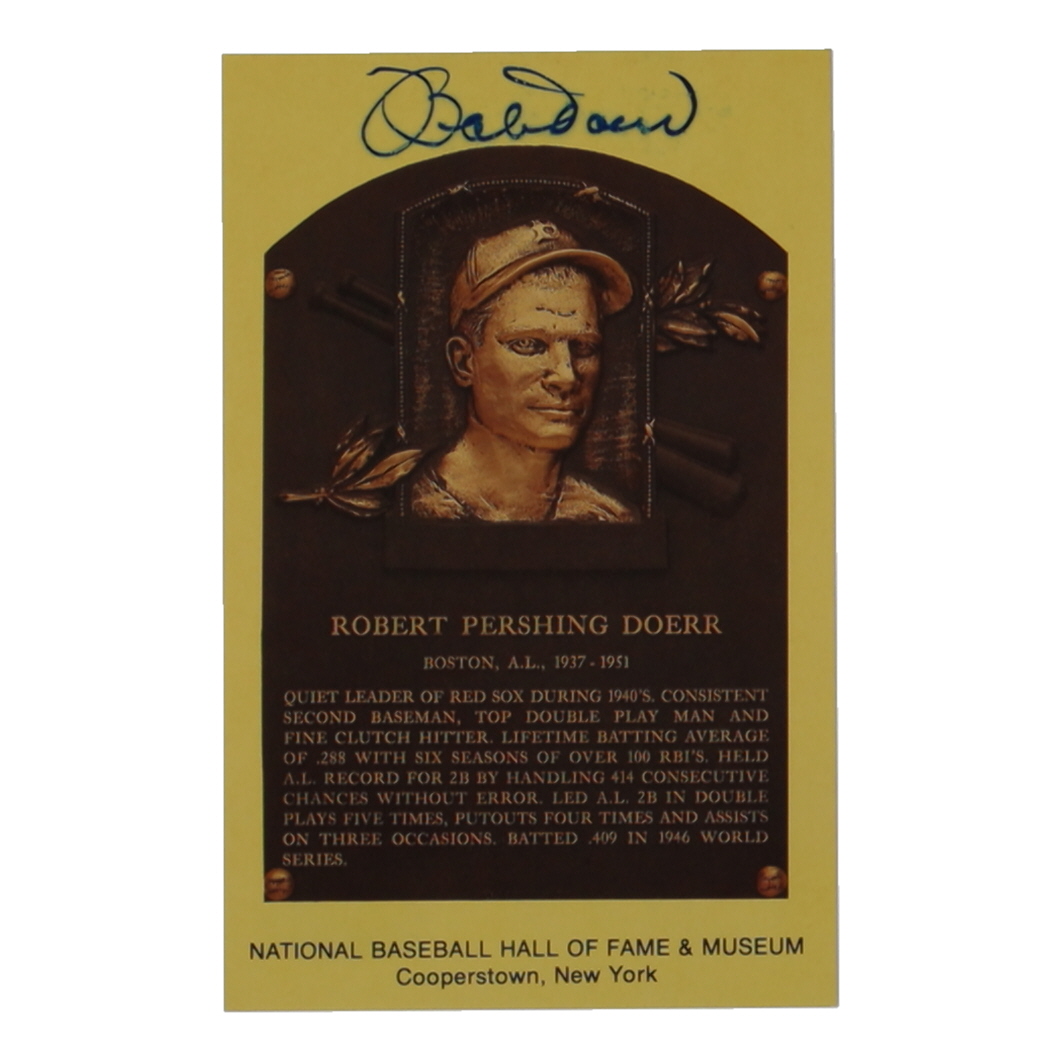 Bob Doerr
B
ROBERT PERSHING DOERR
BOSTON, A.L., 1937 - 1951
QUIET LEADER OF RED SOX DURING 1940'S. CONSISTENT
SECOND BASEMAN, TOP DOUBLE PLAY MAN AND
FINE CLUTCH HITTER. LIFETIME BATTING AVERAGE
OF .288 WITH SIX SEASONS OF OVER 100 RBI'S. HELD
A.L. RECORD FOR 2B BY HANDLING 414 CONSECUTIVE
CHANCES WITHOUT ERROR. LED A.L. 2B IN DOUBLE
PLAYS FIVE TIMES, PUTOUTS FOUR TIMES AND ASSISTS
ON THREE OCCASIONS. BATTED .409 IN 1946 WORLD
SERIES.
NATIONAL BASEBALL HALL OF FAME & MUSEUM
Cooperstown, New York